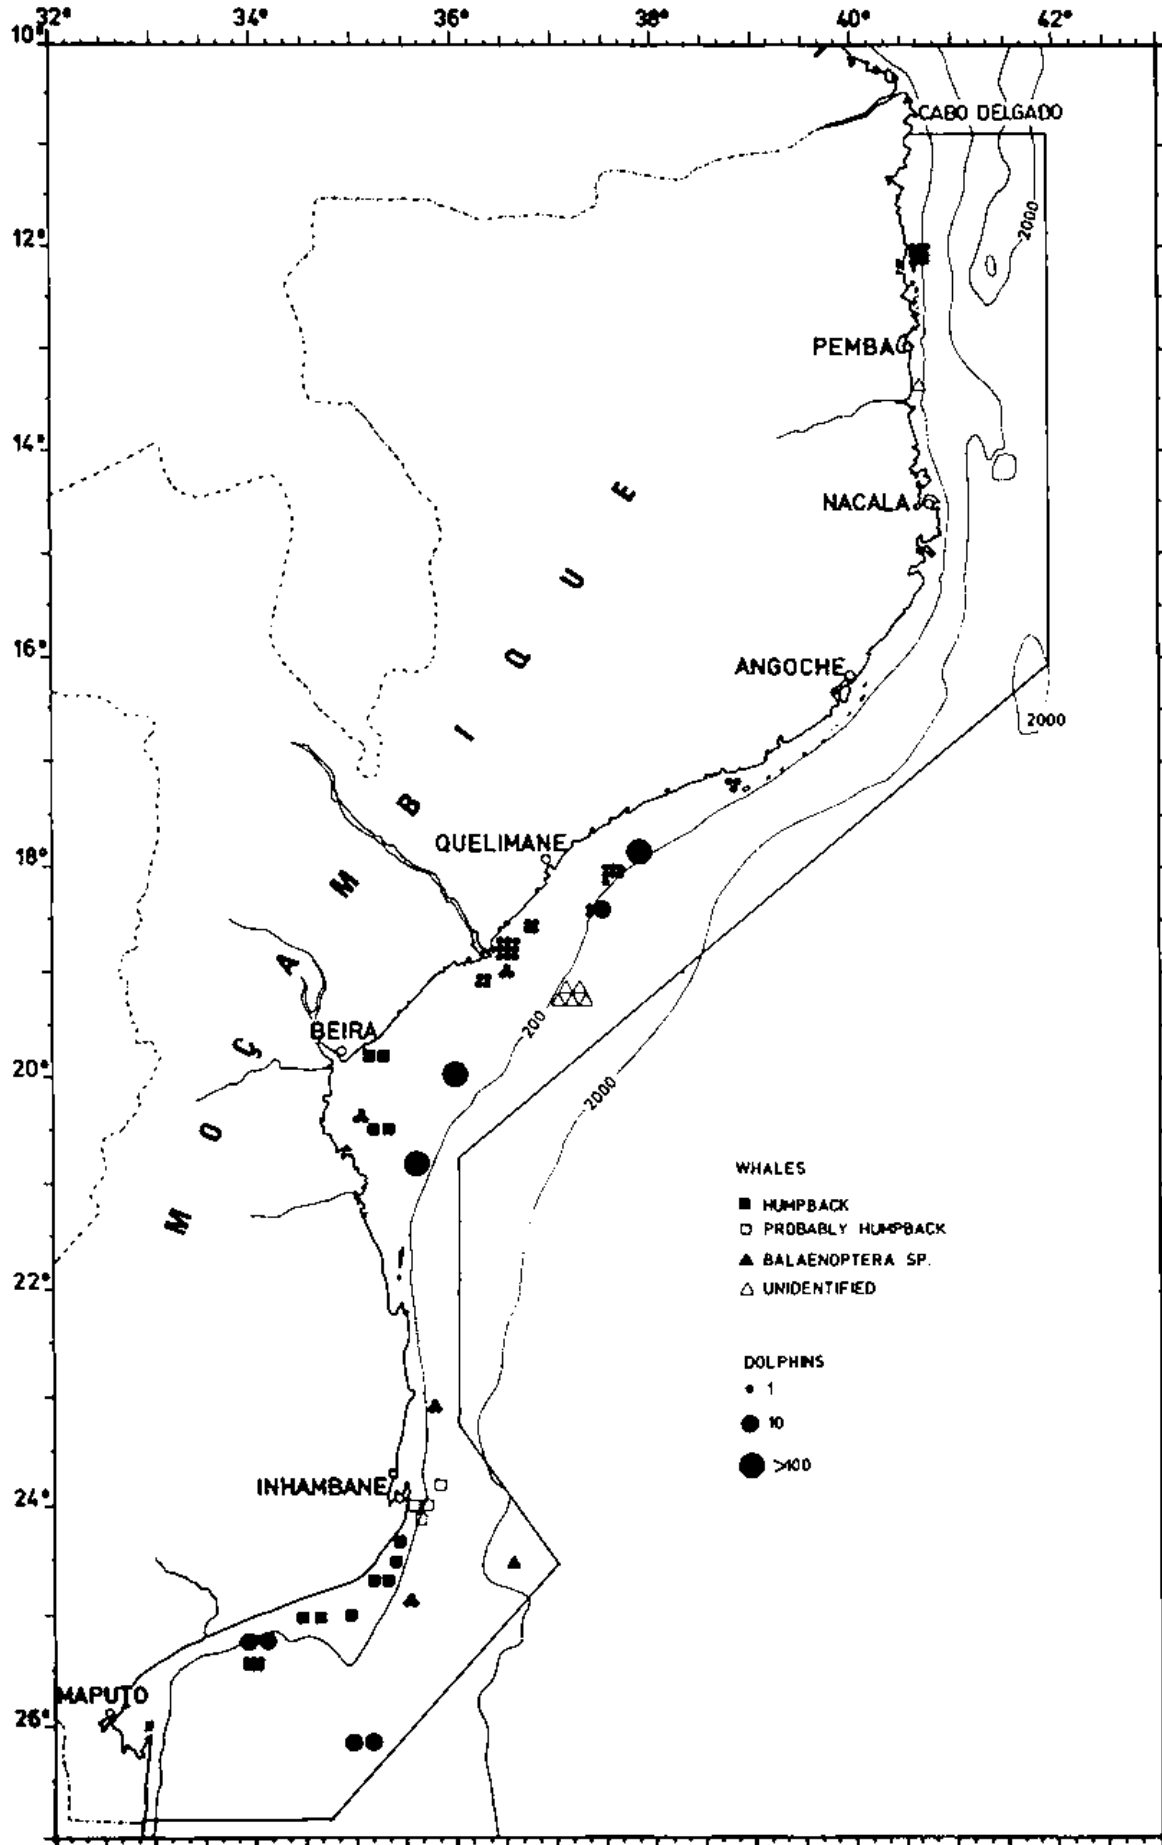 32° 34° 36° 38° 40° 42°
10°
CABO DELGADO
12°
2000
PEMBA
14°
NACALA
E
U
16°
Q
ANGOCHE
I
2000
B
QUELIMANE
18°
M
A
200
BEIRA
Ç
20°
2000
O
M
WHALES
HUMPBACK
PROBABLY HUMPBACK
BALAENOPTERA SP.
UNIDENTIFIED
22°
DOLPHINS
1
10
>100
INHAMBANE
24°
MAPUTO
26°